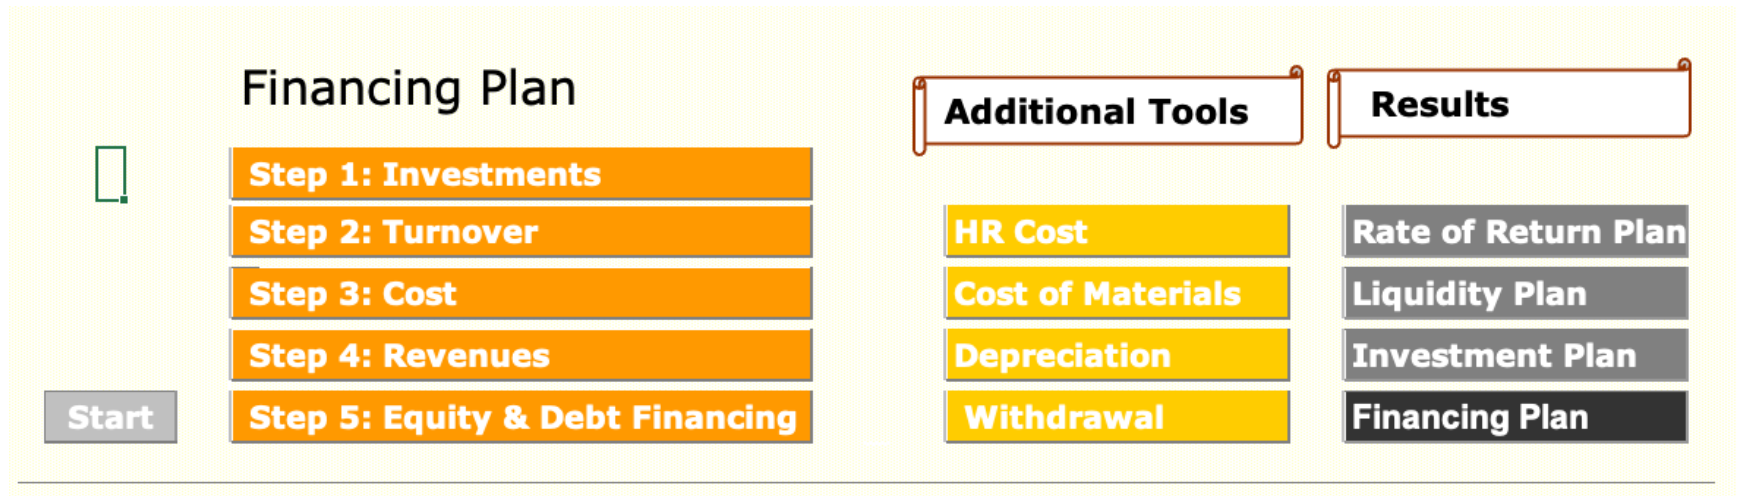 Financing Plan
Additional Tools
Results
Step 1: Investments
Step 2: Turnover
HR Cost
Rate of Return Plan
Step 3: Cost
Cost of Materials
Liquidity Plan
Step 4: Revenues
Depreciation
Investment Plan
Start
Step 5: Equity & Debt Financing
Withdrawal
Financing Plan